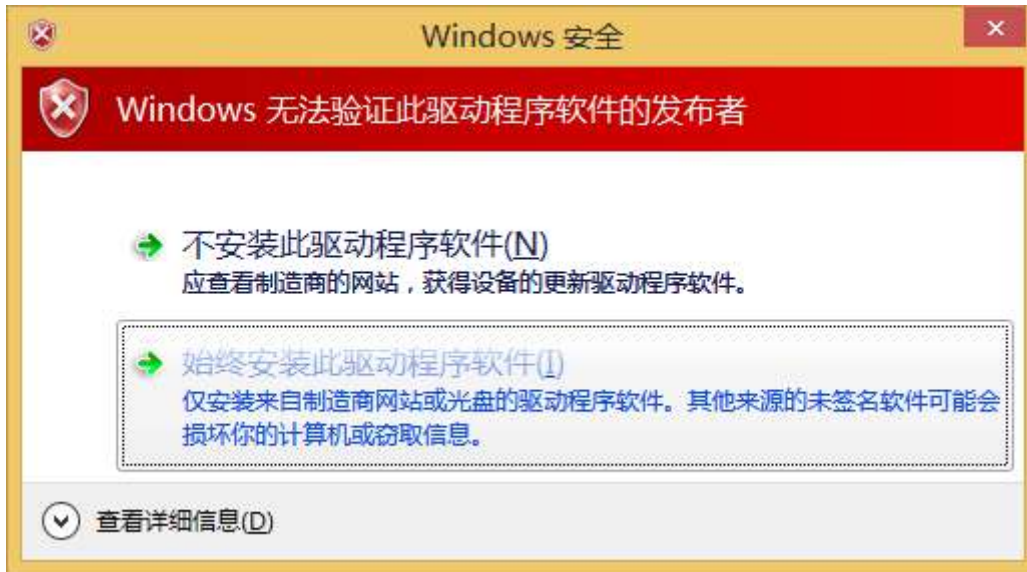 Windows 安全
Windows 无法验证此驱动程序软件的发布者
不安装此驱动程序软件(N)
应查看制造商的网站，获得设备的更新驱动程序软件。
始终安装此驱动程序软件(I)
仅安装来自制造商网站或光盘的驱动程序软件。其他来源的未签名软件可能会
损坏你的计算机或窃取信息。
查看详细信息(D)